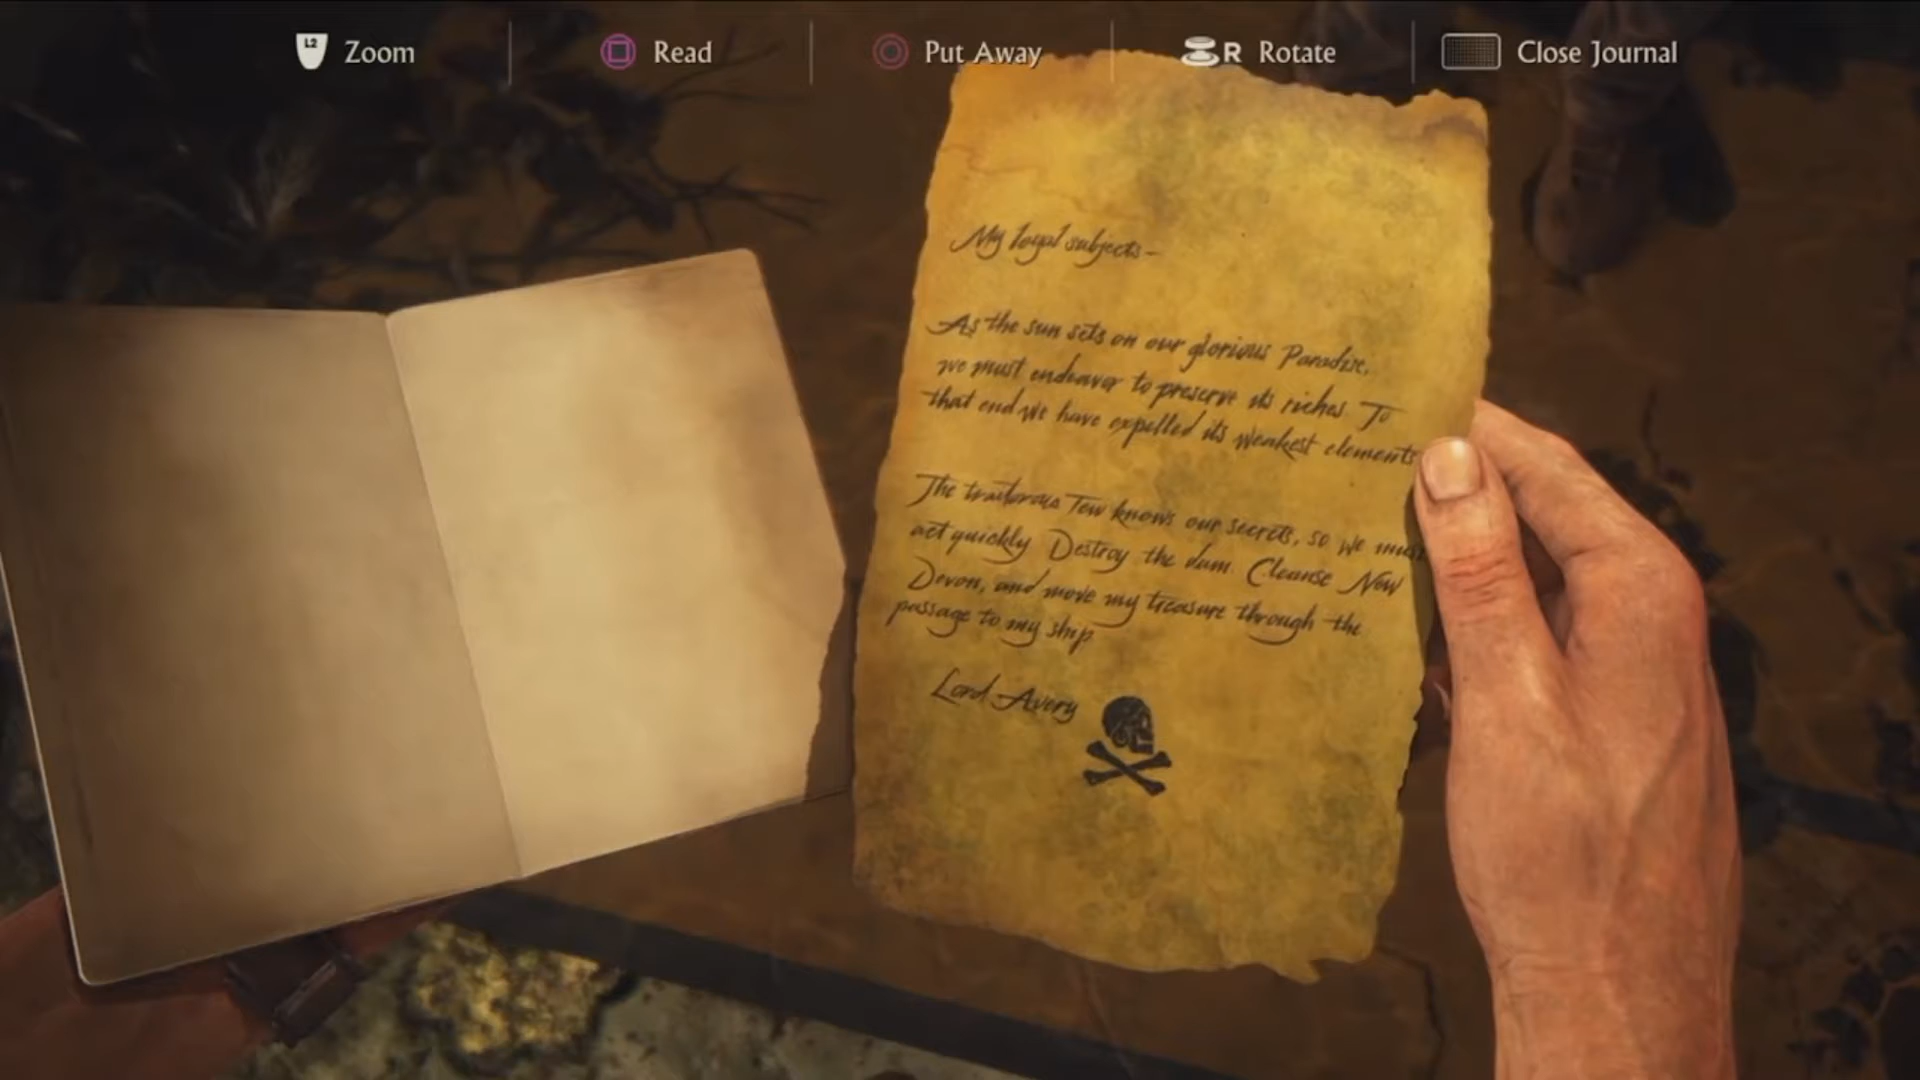 L2 Zoom
Read
Put Away
R Rotate
Close Journal
My loyal subjects-
As the sun sets on our glorious Paradise,
we must endeavor to preserve its riches. To
that end we have expelled its weakest elements
The traitorous Tew knows our secrets, so we must
act quickly. Destroy the dam. Cleanse New
Devon, and move my treasure through the
passage to my ship
Lord Avery